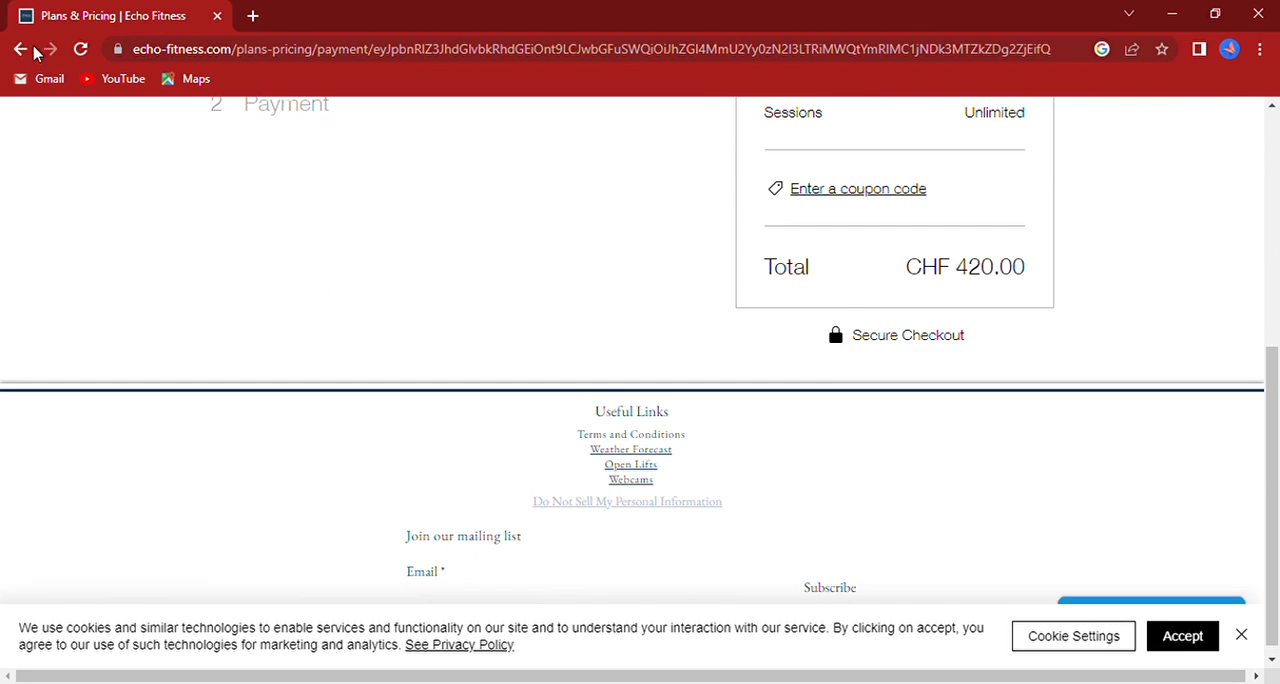 Plans & Pricing | Echo Fitness
echo-fitness.com/plans-pricing/payment/eyJpbnRlZ3JhdGlvbkRhdGEiOnt9LCJwbGFuSWQiOiJhZGI4MmU2Yy0zN2I3LTRiMWQtYmRlMC1jNDk3MTZkZDg2ZjEifQ
Gmail
YouTube
Maps
2 Payment
Sessions Unlimited
Enter a coupon code
Total CHF 420.00
Secure Checkout
Useful Links
Terms and Conditions
Weather Forecast
Open Lifts
Webcams
Do Not Sell My Personal Information
Join our mailing list
Email *
Subscribe
We use cookies and similar technologies to enable services and functionality on our site and to understand your interaction with our service. By clicking on accept, you
agree to our use of such technologies for marketing and analytics. See Privacy Policy
Cookie Settings
Accept